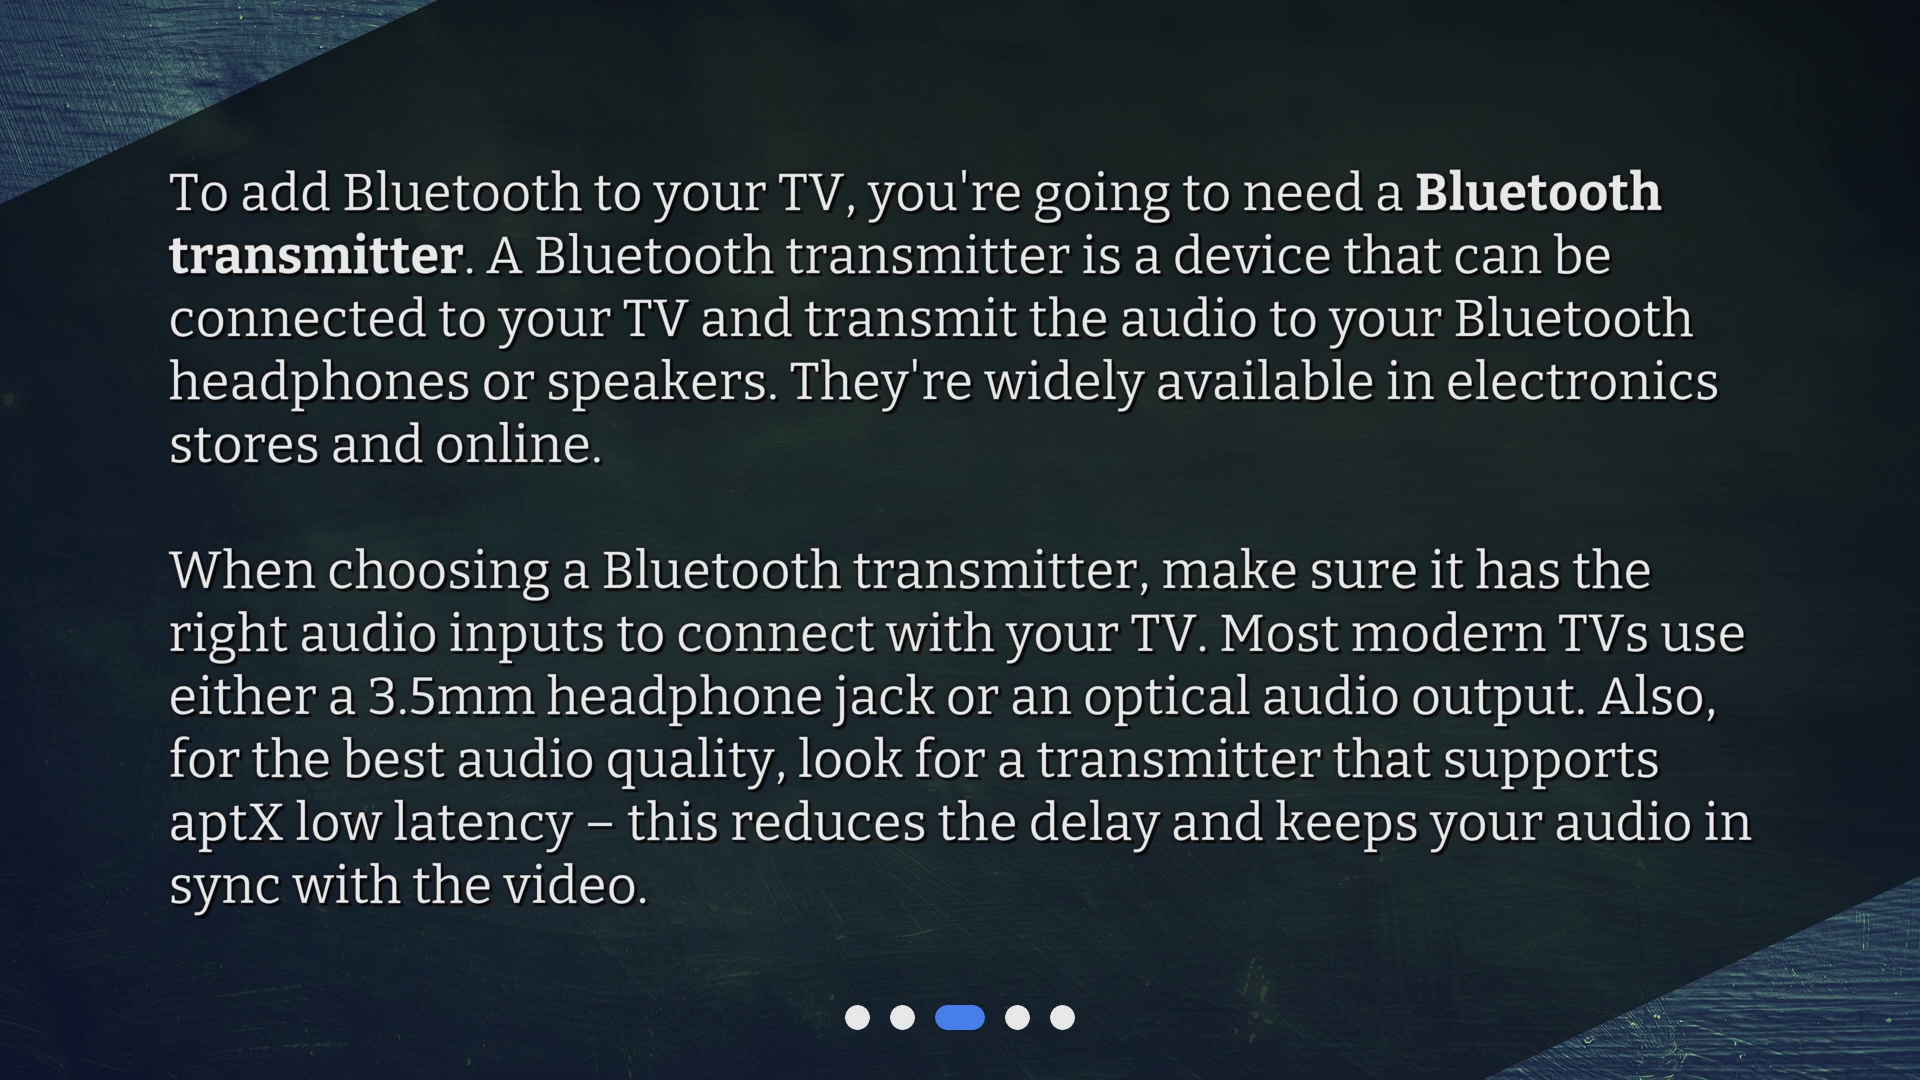 To add Bluetooth to your TV, you're going to need a Bluetooth
transmitter. A Bluetooth transmitter is a device that can be
connected to your TV and transmit the audio to your Bluetooth
headphones or speakers. They're widely available in electronics
stores and online.
When choosing a Bluetooth transmitter, make sure it has the
right audio inputs to connect with your TV. Most modern TVs use
either a 3.5mm headphone jack or an optical audio output. Also,
for the best audio quality, look for a transmitter that supports
aptX low latency – this reduces the delay and keeps your audio in
sync with the video.